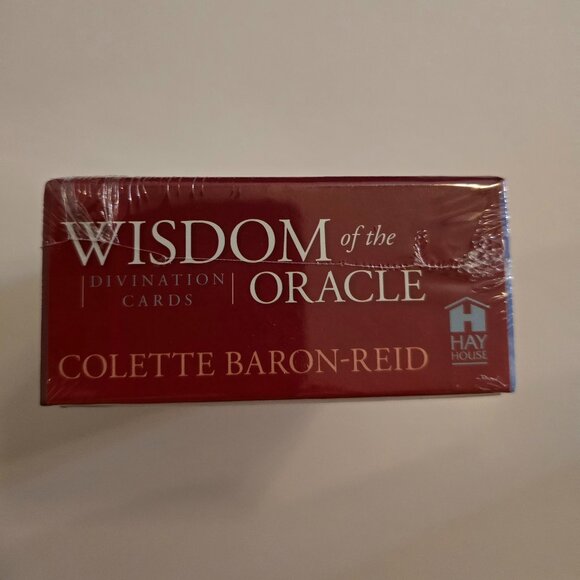 WISDOM of the
DIVINATION
CARDS
ORACLE
COLETTE BARON-REID
H
HAY
HOUSE